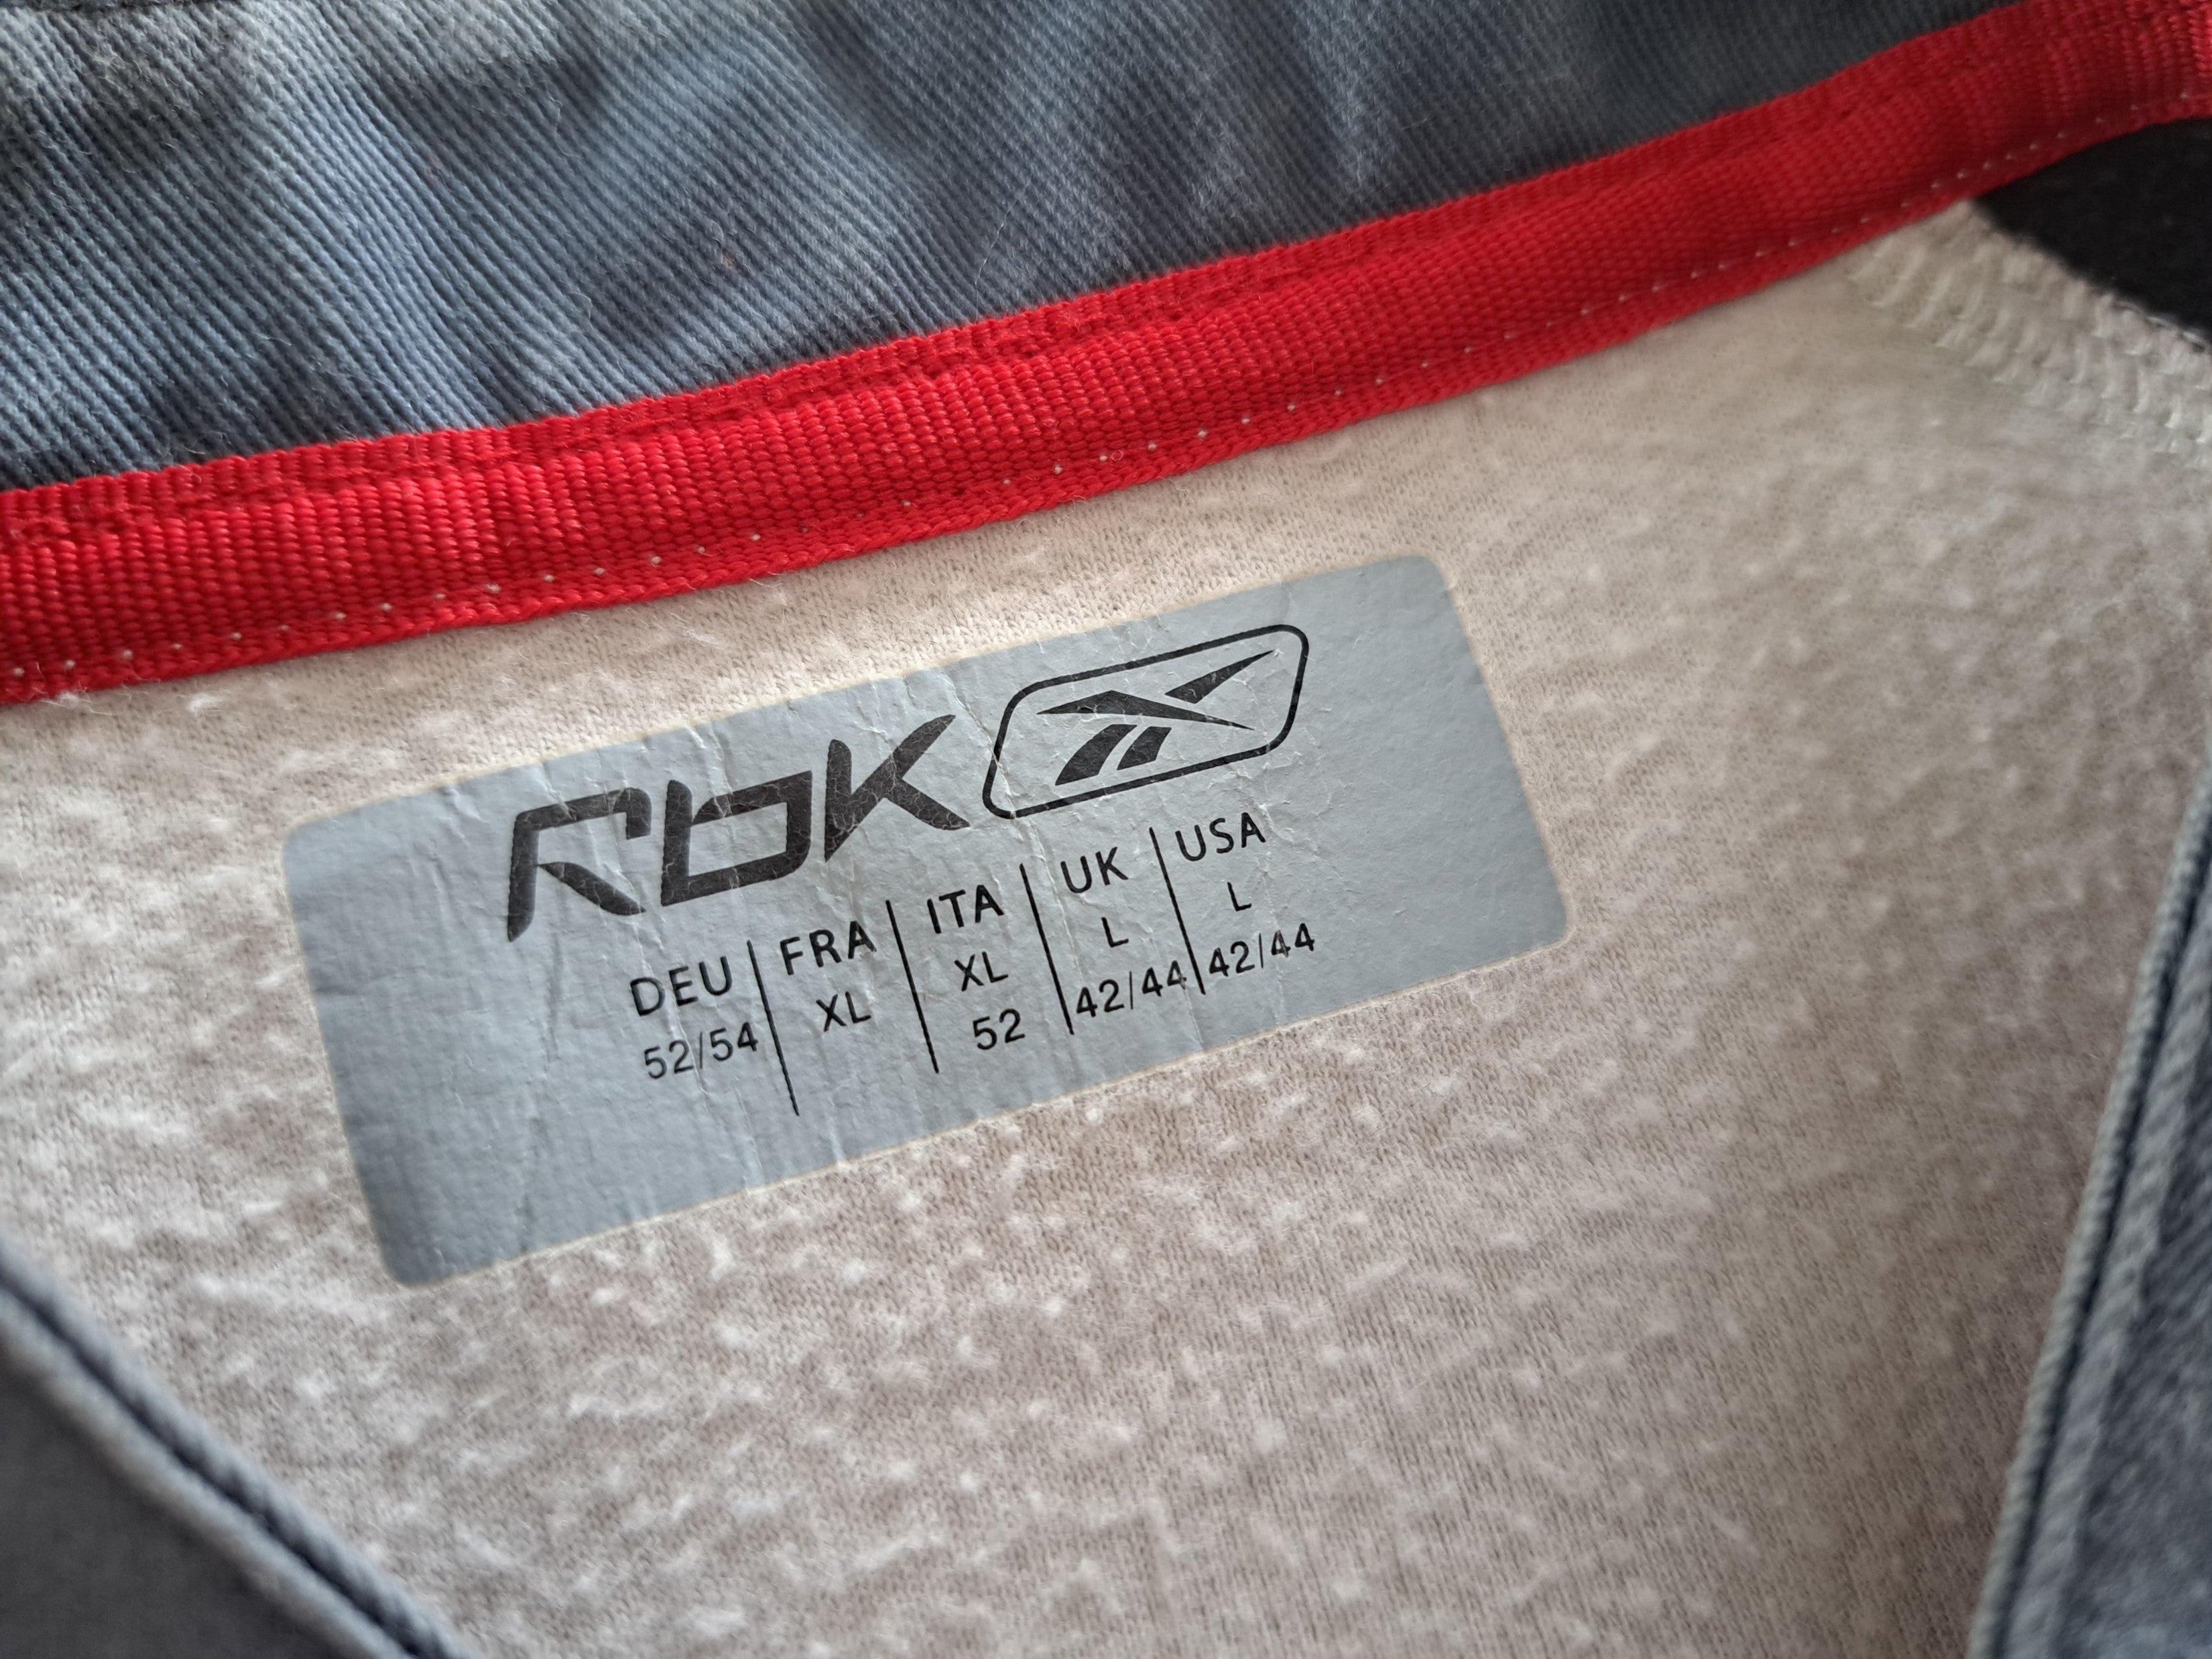 RBK
DEU | FRA | ITA | UK | USA
52/54 | XL | XL | L | L
52 | 42/44 | 42/44